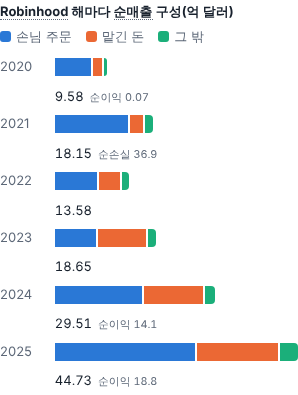 Robinhood 해마다 순매출 구성(억 달러)
손님 주문 맡긴 돈 그 밖
2020
9.58 순이익 0.07
2021
18.15 순손실 36.9
2022
13.58
2023
18.65
2024
29.51 순이익 14.1
2025
44.73 순이익 18.8